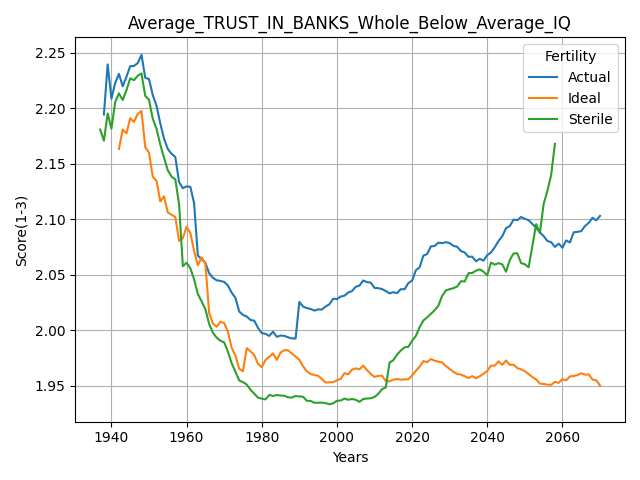 Average_TRUST_IN_BANKS_Whole_Below_Average_IQ
Fertility
Actual
Ideal
Sterile
Score(1-3)
2.25
2.20
2.15
2.10
2.05
2.00
1.95
1940
1960
1980
2000
2020
2040
2060
Years